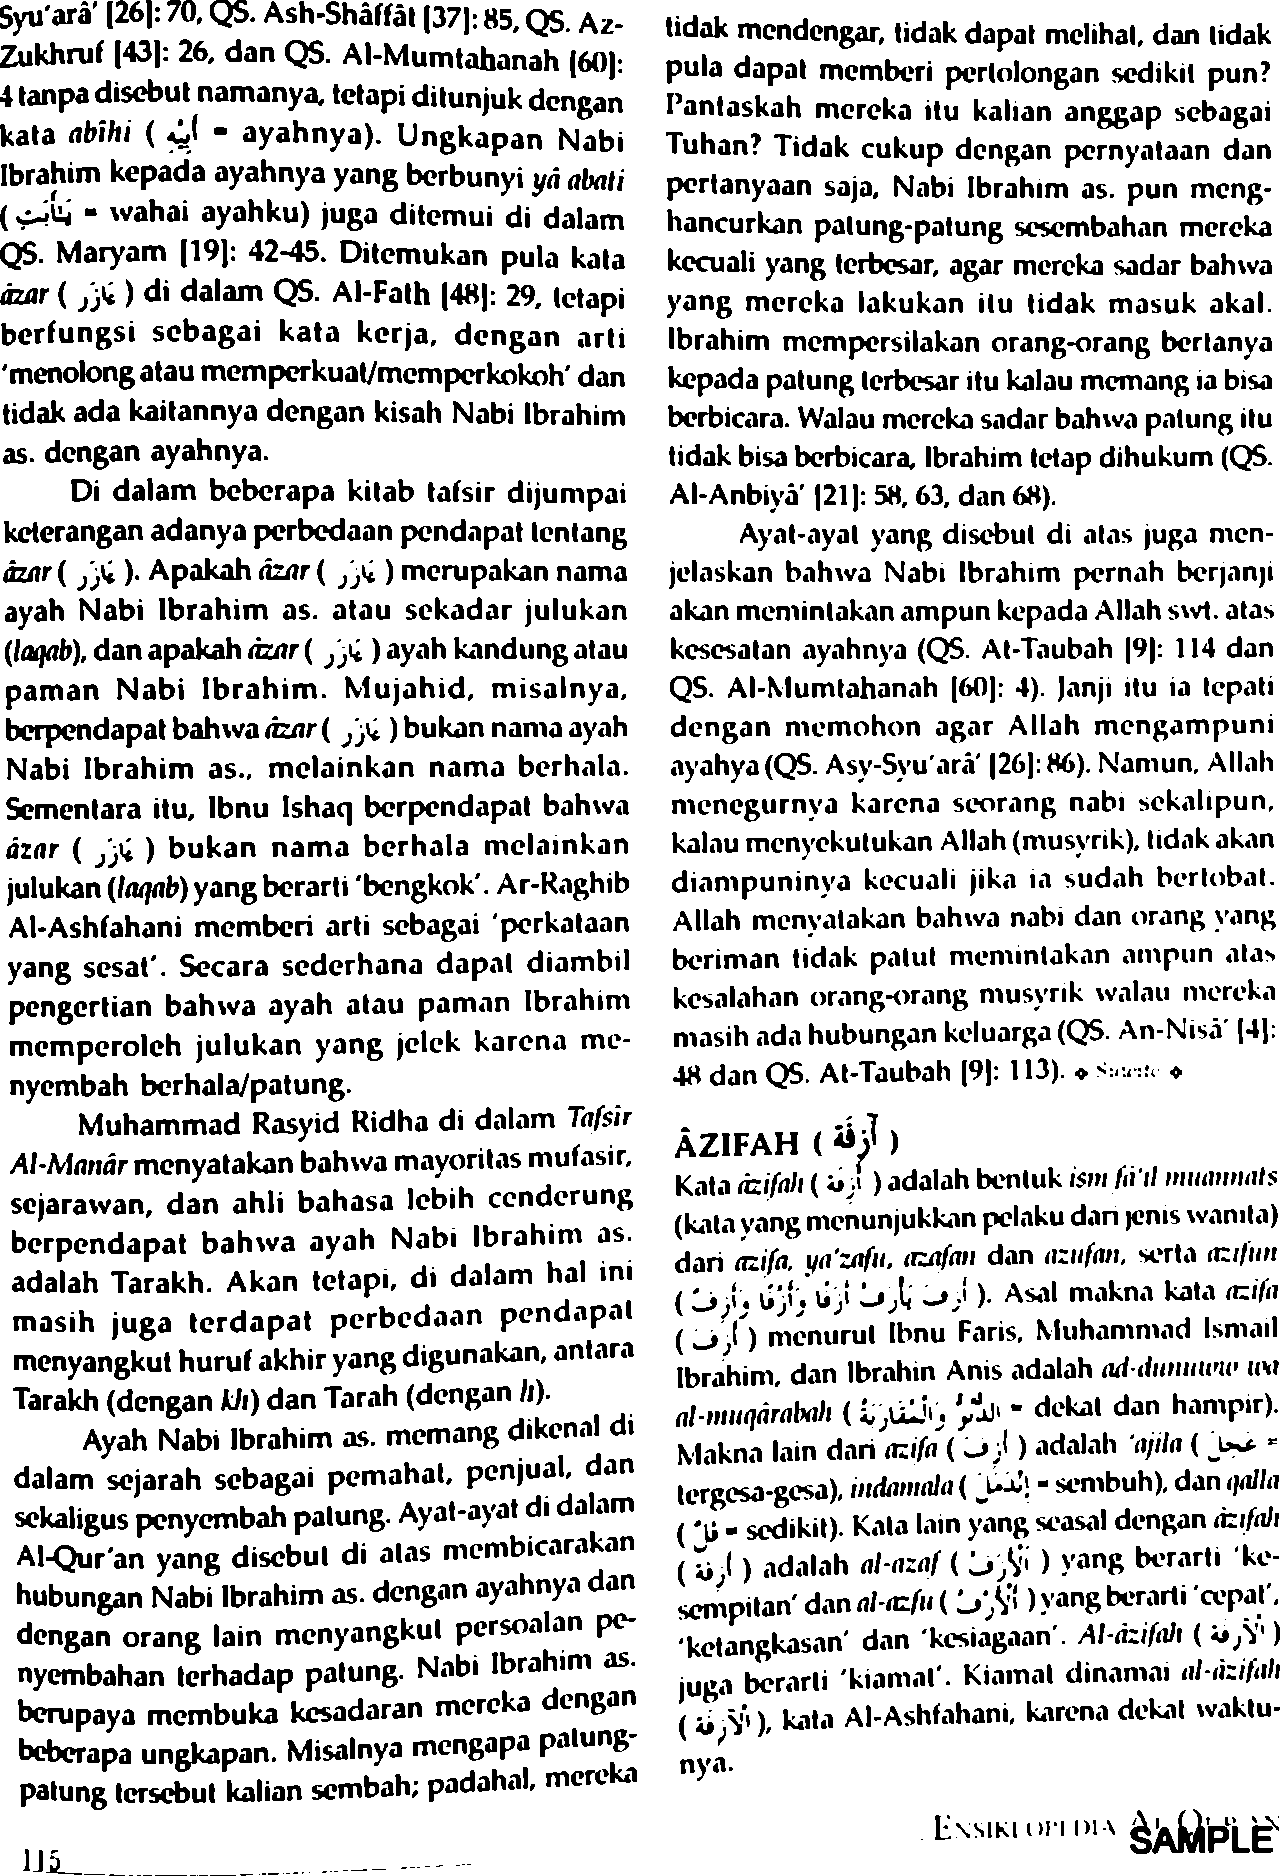 Syu'arâ' [26]: 70, QS. Ash-Shâffât [37]: 85, QS. Az-
Zukhruf [43]: 26, dan QS. Al-Mumtahanah [60]:
4 tanpa disebut namanya, tetapi ditunjuk dengan
kata abîhi ( أَبِيْهِ = ayahnya). Ungkapan Nabi
Ibrahim kepada ayahnya yang berbunyi yâ abati
( يَاأَبَتِ = wahai ayahku) juga ditemui di dalam
QS. Maryam [19]: 42-45. Ditemukan pula kata
âzar ( ءَازَرَ ) di dalam QS. Al-Fath [48]: 29, tetapi
berfungsi sebagai kata kerja, dengan arti
'menolong atau memperkuat/memperkokoh' dan
tidak ada kaitannya dengan kisah Nabi Ibrahim
as. dengan ayahnya.
Di dalam beberapa kitab tafsir dijumpai
keterangan adanya perbedaan pendapat tentang
âzar ( ءَازَرَ ). Apakah âzar ( ءَازَرَ ) merupakan nama
ayah Nabi Ibrahim as. atau sekadar julukan
(laqab), dan apakah âzar ( ءَازَرَ ) ayah kandung atau
paman Nabi Ibrahim. Mujahid, misalnya,
berpendapat bahwa âzar ( ءَازَرَ ) bukan nama ayah
Nabi Ibrahim as., melainkan nama berhala.
Sementara itu, Ibnu Ishaq berpendapat bahwa
âzar ( ءَازَرَ ) bukan nama berhala melainkan
julukan (laqab) yang berarti 'bengkok'. Ar-Raghib
Al-Ashfahani memberi arti sebagai 'perkataan
yang sesat'. Secara sederhana dapat diambil
pengertian bahwa ayah atau paman Ibrahim
memperoleh julukan yang jelek karena me-
nyembah berhala/patung.
Muhammad Rasyid Ridha di dalam Tafsir
Al-Manâr menyatakan bahwa mayoritas mufasir,
sejarawan, dan ahli bahasa lebih cenderung
berpendapat bahwa ayah Nabi Ibrahim as.
adalah Tarakh. Akan tetapi, di dalam hal ini
masih juga terdapat perbedaan pendapat
menyangkut huruf akhir yang digunakan, antara
Tarakh (dengan kh) dan Tarah (dengan h).
Ayah Nabi Ibrahim as. memang dikenal di
dalam sejarah sebagai pemahat, penjual, dan
sekaligus penyembah patung. Ayat-ayat di dalam
Al-Qur'an yang disebut di atas membicarakan
hubungan Nabi Ibrahim as. dengan ayahnya dan
dengan orang lain menyangkut persoalan pe-
nyembahan terhadap patung. Nabi Ibrahim as.
berupaya membuka kesadaran mereka dengan
beberapa ungkapan. Misalnya mengapa patung-
patung tersebut kalian sembah; padahal, mereka
tidak mendengar, tidak dapat melihat, dan tidak
pula dapat memberi pertolongan sedikit pun?
Pantaskah mereka itu kalian anggap sebagai
Tuhan? Tidak cukup dengan pernyataan dan
pertanyaan saja, Nabi Ibrahim as. pun meng-
hancurkan patung-patung sesembahan mereka
kecuali yang terbesar, agar mereka sadar bahwa
yang mereka lakukan itu tidak masuk akal.
Ibrahim mempersilakan orang-orang bertanya
kepada patung terbesar itu kalau memang ia bisa
berbicara. Walau mereka sadar bahwa patung itu
tidak bisa berbicara, Ibrahim tetap dihukum (QS.
Al-Anbiyâ' [21]: 58, 63, dan 68).
Ayat-ayat yang disebut di atas juga men-
jelaskan bahwa Nabi Ibrahim pernah berjanji
akan memintakan ampun kepada Allah swt. atas
kesesatan ayahnya (QS. At-Taubah [9]: 114 dan
QS. Al-Mumtahanah [60]: 4). Janji itu ia tepati
dengan memohon agar Allah mengampuni
ayahya (QS. Asy-Syu'arâ' [26]: 86). Namun, Allah
menegurnya karena seorang nabi sekalipun,
kalau menyekutukan Allah (musyrik), tidak akan
diampuninya kecuali jika ia sudah bertobat.
Allah menyatakan bahwa nabi dan orang yang
beriman tidak patut memintakan ampun atas
kesalahan orang-orang musyrik walau mereka
masih ada hubungan keluarga (QS. An-Nisâ' [4]:
48 dan QS. At-Taubah [9]: 113).
ÂZIFAH ( آزِفَة )
Kata âzifah ( آزِفَة ) adalah bentuk ism fâ'il muannats
(kata yang menunjukkan pelaku dari jenis wanita)
dari azifa, ya'zafu, azafan dan azufan, serta azifun
( أَزِفَ يَأْزَفُ أَزَفًا وَأَزْفًا وَأَزِفٌ ). Asal makna kata azifa
( أَزِفَ ) menurut Ibnu Faris, Muhammad Ismail
Ibrahim, dan Ibrahin Anis adalah ad-dunuww wa
al-muqârabah ( الدُّنُوُّ وَالْمُقَارَبَة = dekat dan hampir).
Makna lain dari azifa ( أَزِفَ ) adalah 'ajila ( عَجِلَ =
tergesa-gesa), indamala ( إِنْدَمَلَ = sembuh), dan qalla
( قَلَّ = sedikit). Kata lain yang seasal dengan âzifah
( آزِفَة ) adalah al-azaf ( اَلْأَزَفُ ) yang berarti 'ke-
sempitan' dan al-azfu ( اَلْأَزْفُ ) yang berarti 'cepat',
'ketangkasan' dan 'kesiagaan'. Al-âzifah ( الْآزِفَة )
juga berarti 'kiamat'. Kiamat dinamai al-âzifah
( الْآزِفَة ), kata Al-Ashfahani, karena dekat waktu-
nya.
115
ENSIKLOPEDIA AL-QUR'AN
SAMPLE